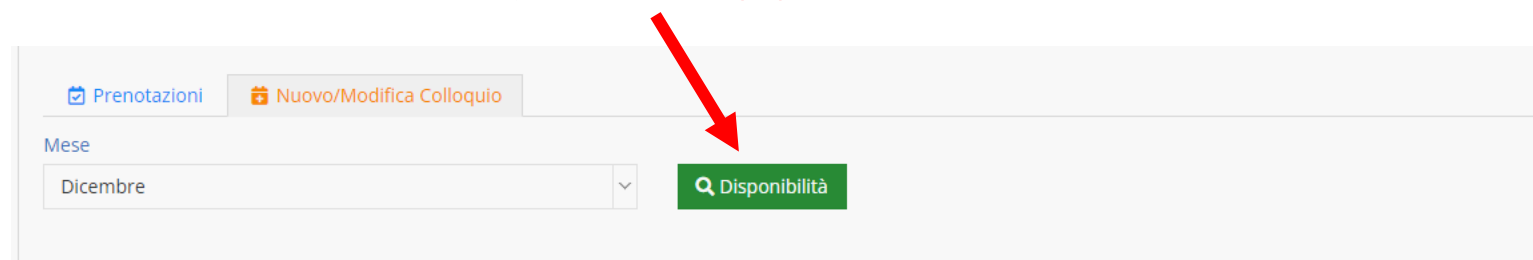 Prenotazioni
Nuovo/Modifica Colloquio
Mese
Dicembre
Disponibilità